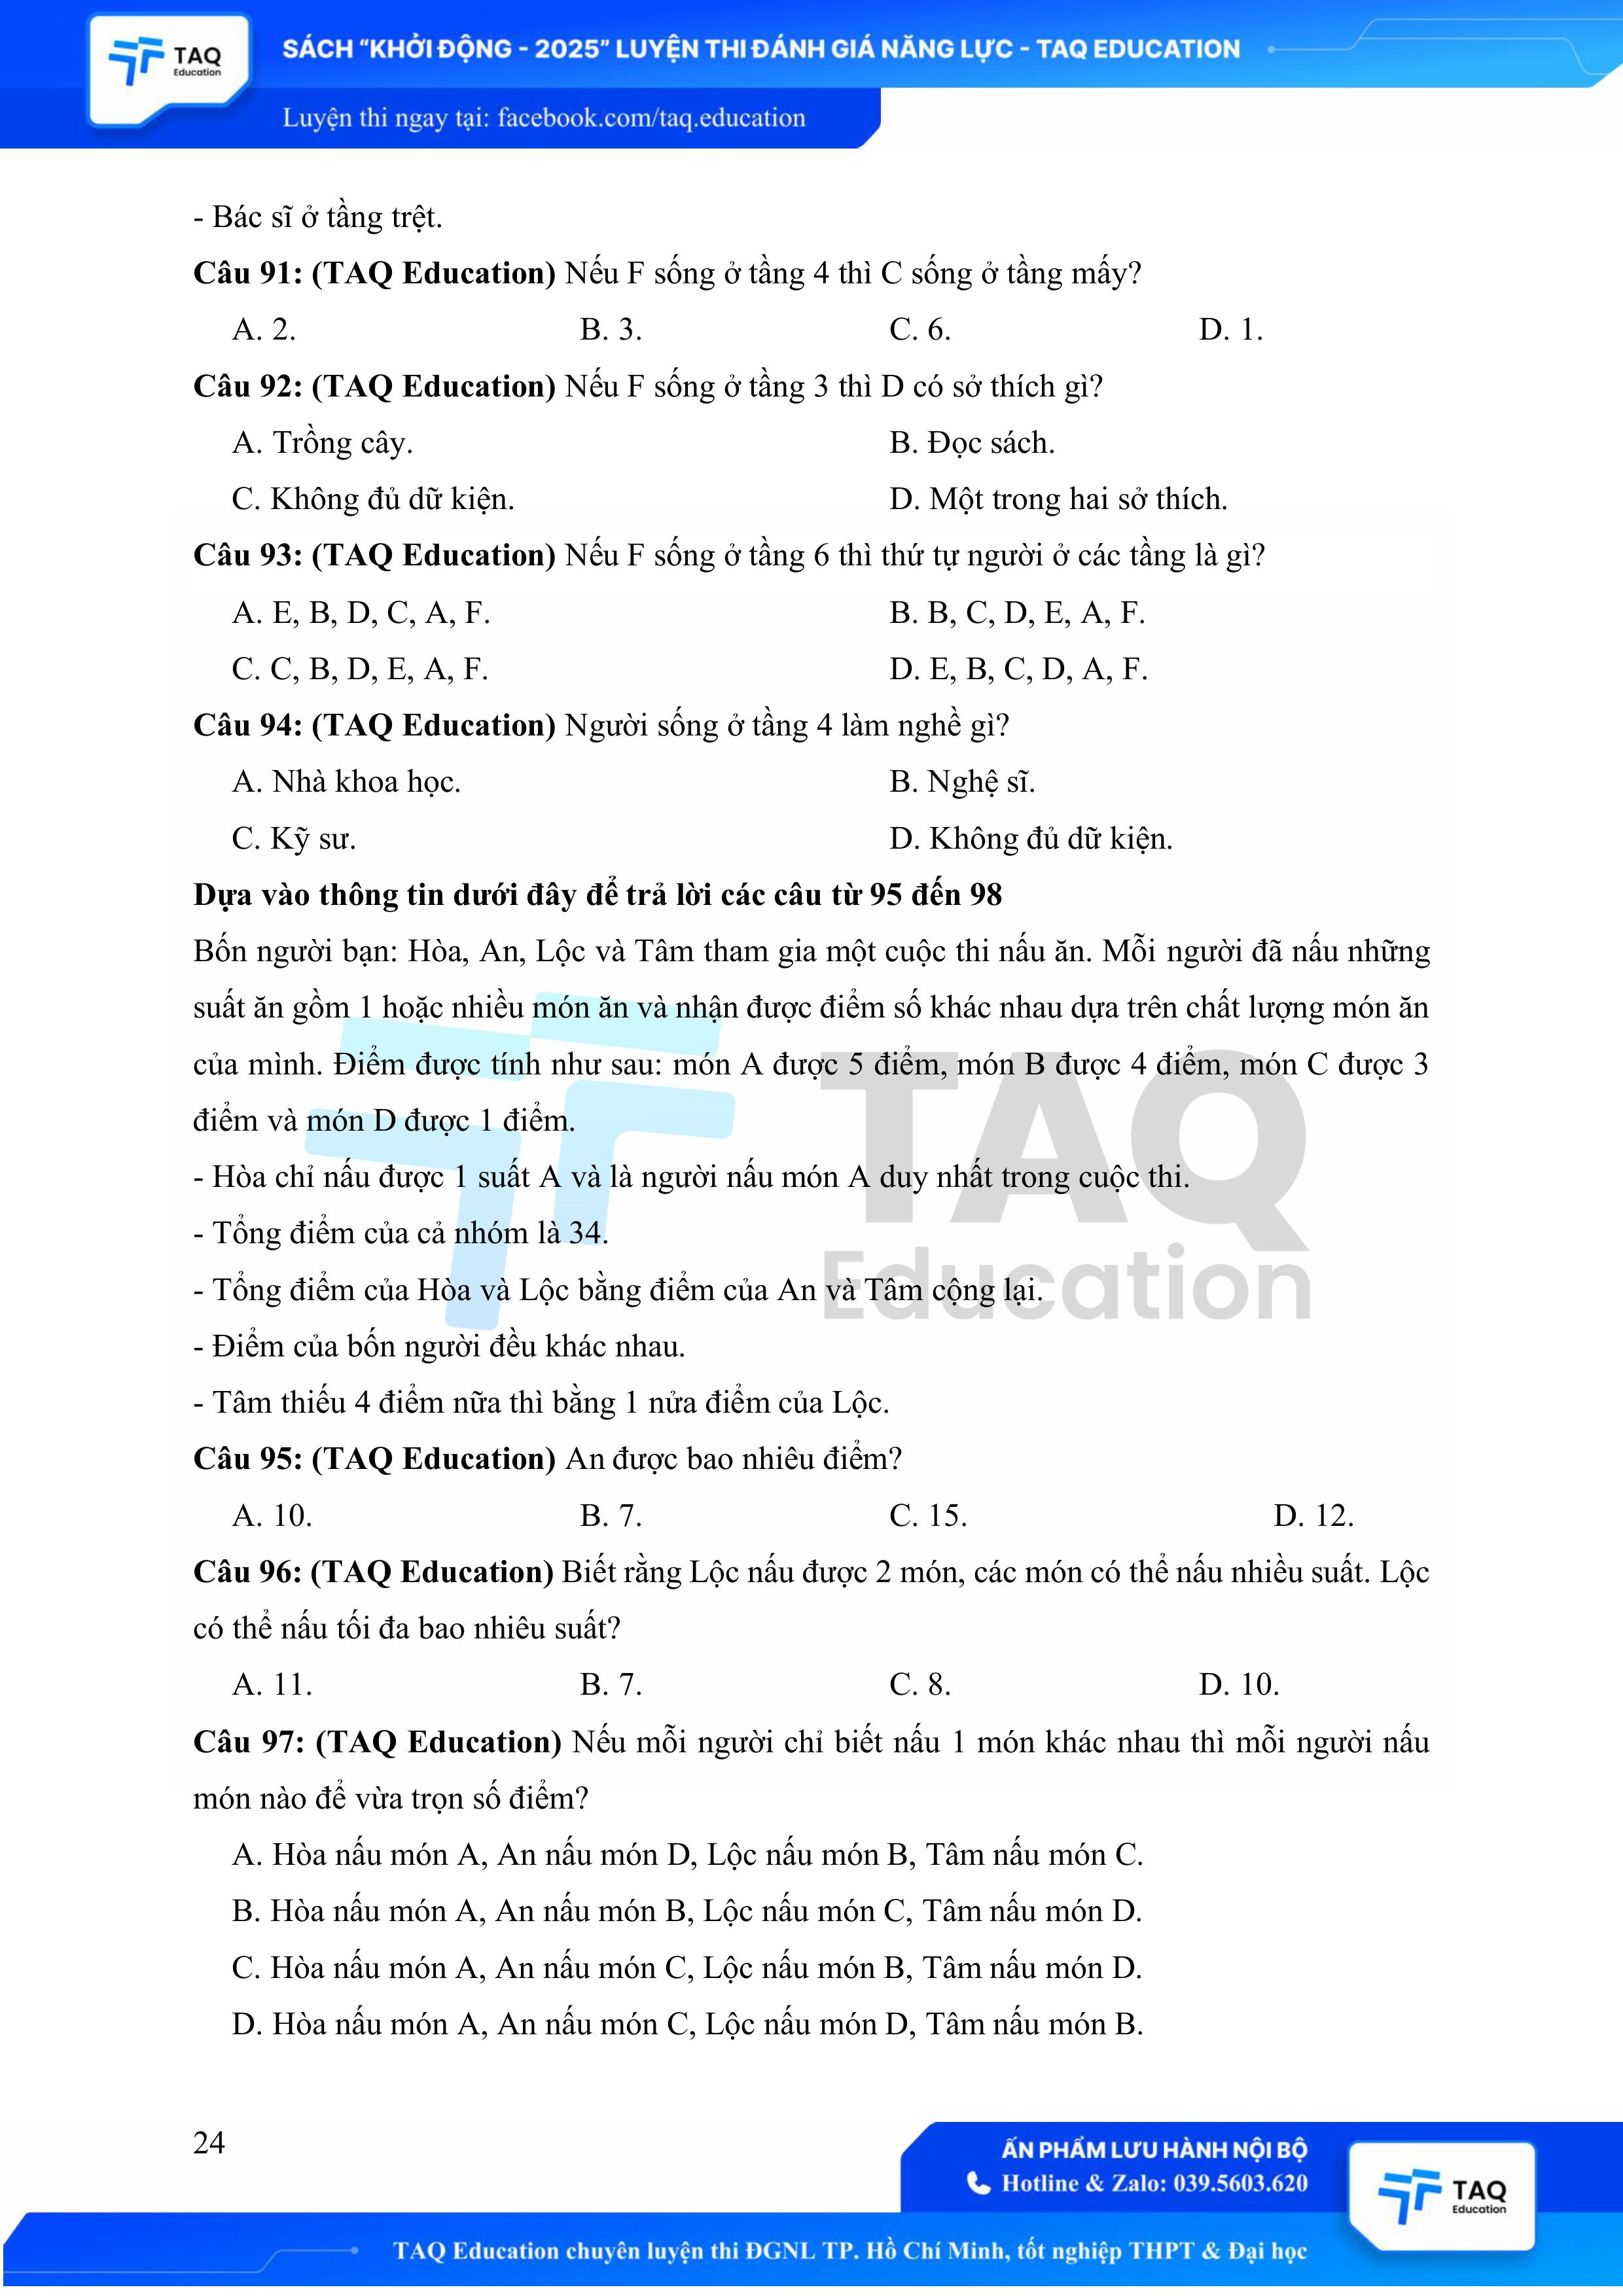 TAQ
Education
SÁCH “KHỞI ĐỘNG - 2025” LUYỆN THI ĐÁNH GIÁ NĂNG LỰC - TAQ EDUCATION
Luyện thi ngay tại: facebook.com/taq.education
- Bác sĩ ở tầng trệt.
Câu 91: (TAQ Education) Nếu F sống ở tầng 4 thì C sống ở tầng mấy?
A. 2. B. 3. C. 6. D. 1.
Câu 92: (TAQ Education) Nếu F sống ở tầng 3 thì D có sở thích gì?
A. Trồng cây. B. Đọc sách.
C. Không đủ dữ kiện. D. Một trong hai sở thích.
Câu 93: (TAQ Education) Nếu F sống ở tầng 6 thì thứ tự người ở các tầng là gì?
A. E, B, D, C, A, F. B. B, C, D, E, A, F.
C. C, B, D, E, A, F. D. E, B, C, D, A, F.
Câu 94: (TAQ Education) Người sống ở tầng 4 làm nghề gì?
A. Nhà khoa học. B. Nghệ sĩ.
C. Kỹ sư. D. Không đủ dữ kiện.
Dựa vào thông tin dưới đây để trả lời các câu từ 95 đến 98
Bốn người bạn: Hòa, An, Lộc và Tâm tham gia một cuộc thi nấu ăn. Mỗi người đã nấu những
suất ăn gồm 1 hoặc nhiều món ăn và nhận được điểm số khác nhau dựa trên chất lượng món ăn
của mình. Điểm được tính như sau: món A được 5 điểm, món B được 4 điểm, món C được 3
điểm và món D được 1 điểm.
- Hòa chỉ nấu được 1 suất A và là người nấu món A duy nhất trong cuộc thi.
- Tổng điểm của cả nhóm là 34.
- Tổng điểm của Hòa và Lộc bằng điểm của An và Tâm cộng lại.
- Điểm của bốn người đều khác nhau.
- Tâm thiếu 4 điểm nữa thì bằng 1 nửa điểm của Lộc.
TAQ
Education
Câu 95: (TAQ Education) An được bao nhiêu điểm?
A. 10. B. 7. C. 15. D. 12.
Câu 96: (TAQ Education) Biết rằng Lộc nấu được 2 món, các món có thể nấu nhiều suất. Lộc
có thể nấu tối đa bao nhiêu suất?
A. 11. B. 7. C. 8. D. 10.
Câu 97: (TAQ Education) Nếu mỗi người chỉ biết nấu 1 món khác nhau thì mỗi người nấu
món nào để vừa trọn số điểm?
A. Hòa nấu món A, An nấu món D, Lộc nấu món B, Tâm nấu món C.
B. Hòa nấu món A, An nấu món B, Lộc nấu món C, Tâm nấu món D.
C. Hòa nấu món A, An nấu món C, Lộc nấu món B, Tâm nấu món D.
D. Hòa nấu món A, An nấu món C, Lộc nấu món D, Tâm nấu món B.
24
ẤN PHẨM LƯU HÀNH NỘI BỘ
Hotline & Zalo: 039.5603.620
TAQ
Education
TAQ Education chuyên luyện thi ĐGNL TP. Hồ Chí Minh, tốt nghiệp THPT & Đại học